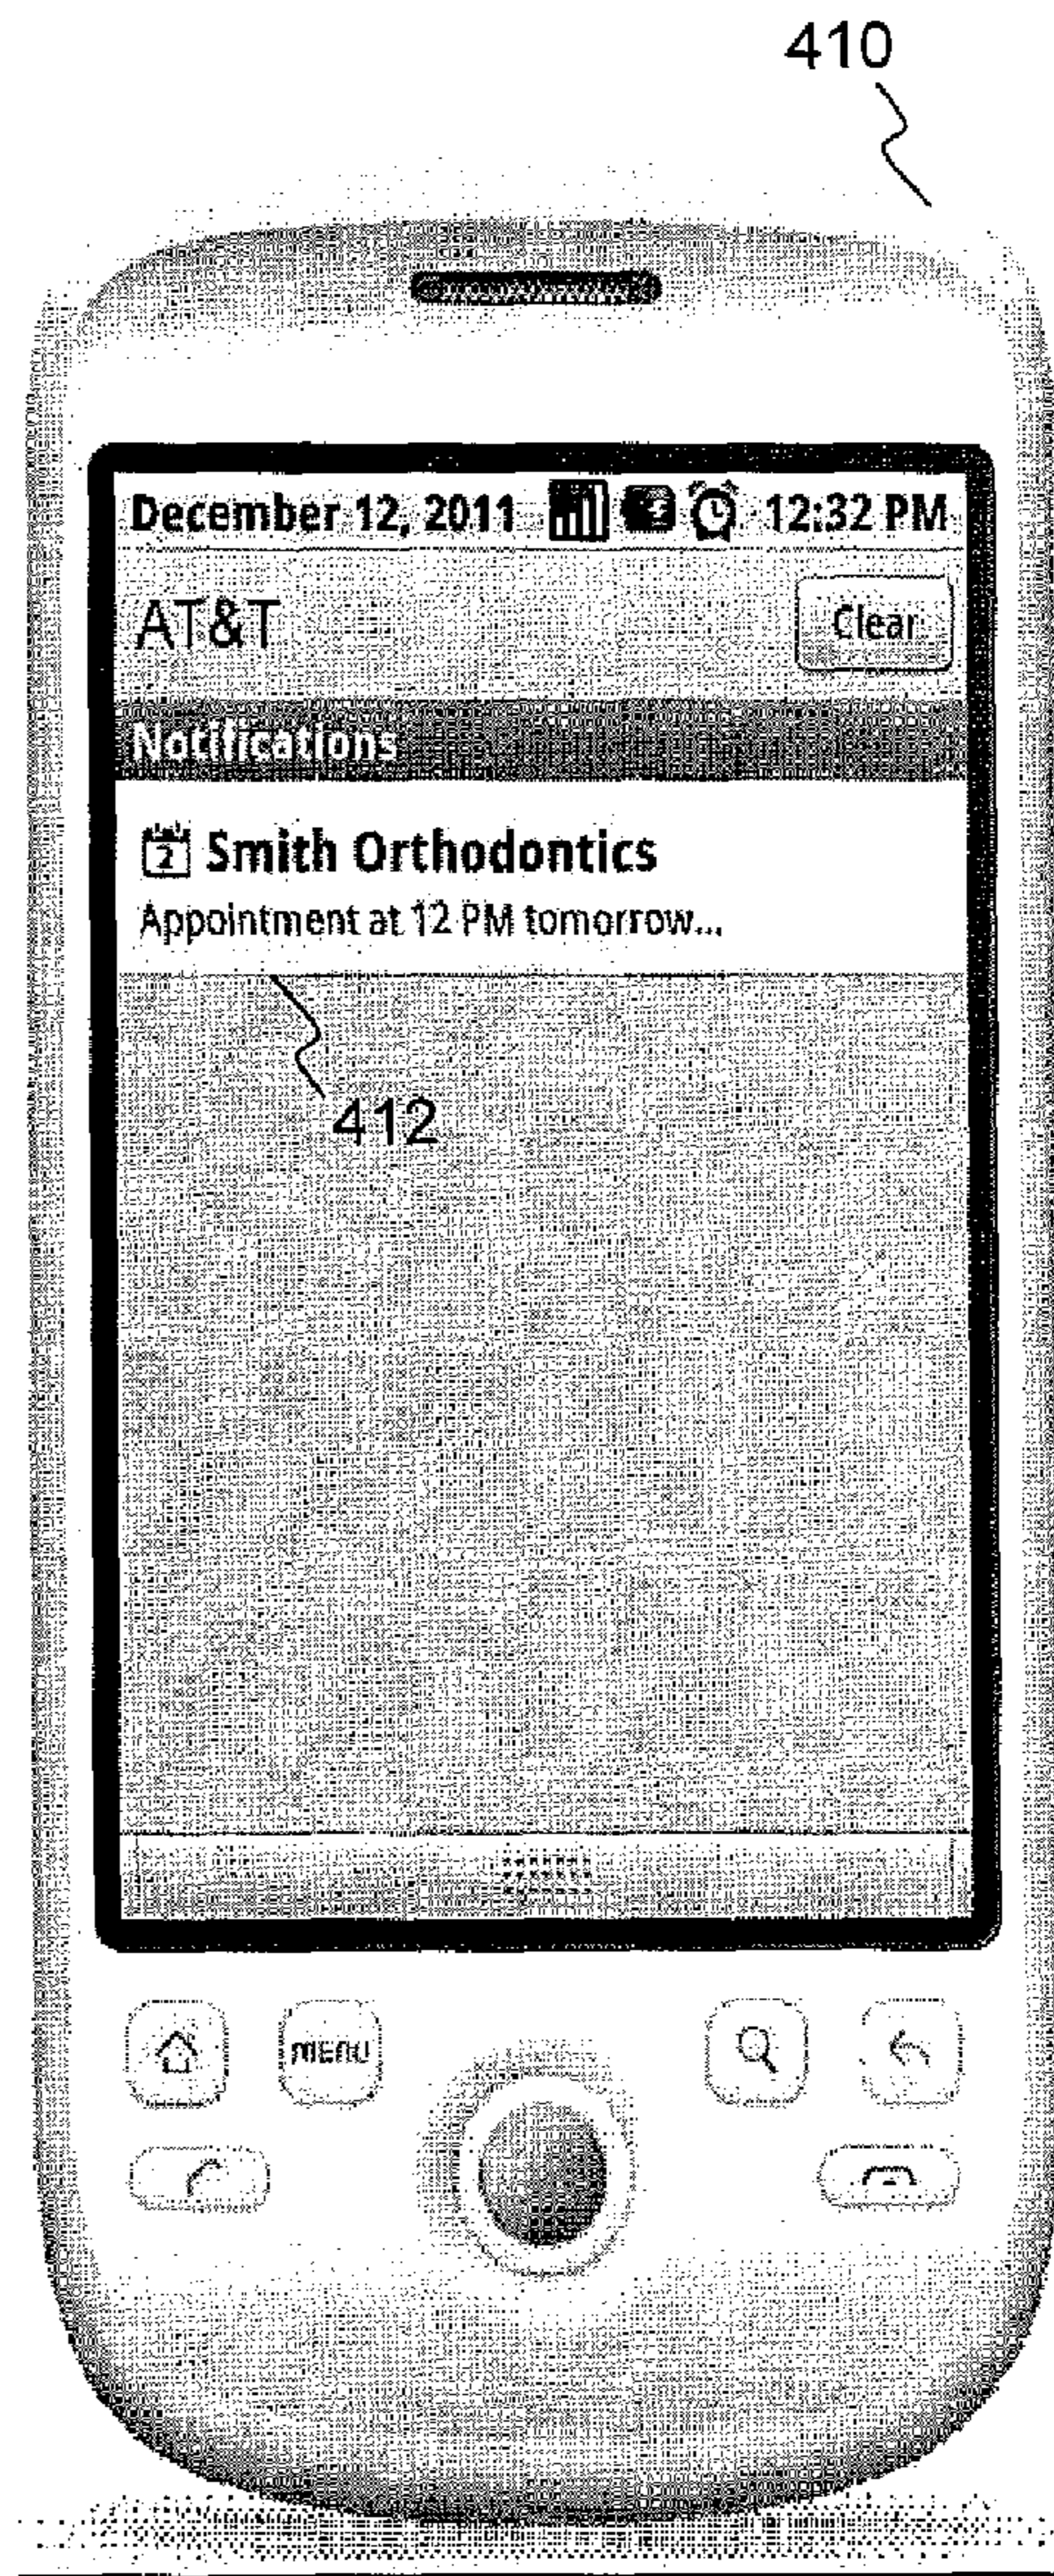 410
December 12, 2011 12:32 PM
AT&T Clear
Notifications
2 Smith Orthodontics
Appointment at 12 PM tomorrow...
412
MENU